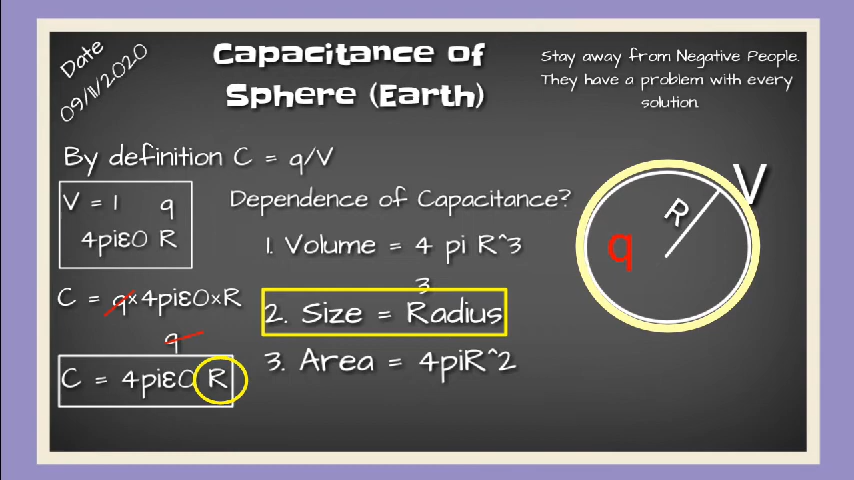 Date
09/11/2020
Capacitance of
Sphere (Earth)
Stay away from Negative People.
They have a problem with every
solution.
By definition C = q/V
V = 1 q
4piε0 R
C = q×4piε0×R
q
C = 4piε0 R
Dependence of Capacitance?
1. Volume = 4 pi R^3
3
2. Size = Radius
3. Area = 4piR^2
V
R
q